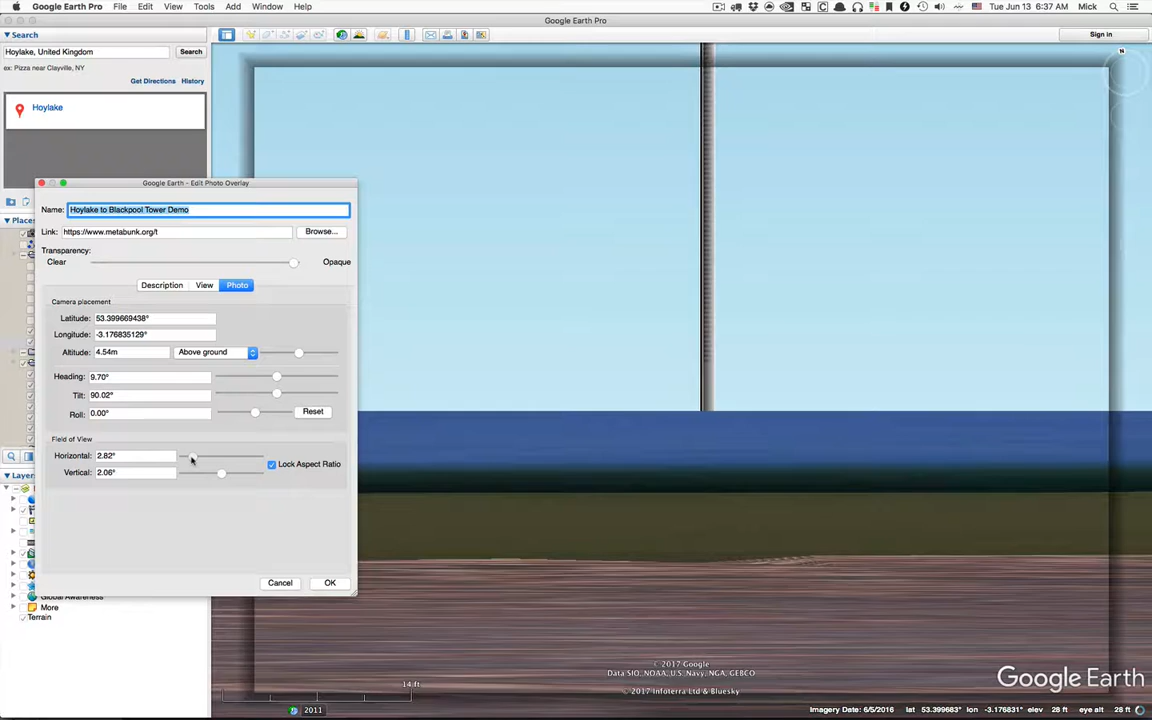 Google Earth Pro File Edit View Tools Add Window Help
Tue Jun 13 6:37 AM Mick
Google Earth Pro
Search
Sign in
Hoylake, United Kingdom
Search
ex: Pizza near Clayville, NY
N
Get Directions History
Hoylake
Google Earth - Edit Photo Overlay
Name: Hoylake to Blackpool Tower Demo
Place
Link: https://www.metabunk.org/t Browse...
Transparency:
Clear Opaque
Description View Photo
Camera placement
Latitude: 53.399669438°
Longitude: -3.176835129°
Altitude: 4.54m Above ground
Heading: 9.70°
Tilt: 90.02°
Roll: 0.00° Reset
Field of View
Horizontal: 2.82°
Lock Aspect Ratio
Vertical: 2.06°
Layers
Cancel OK
Global Awareness
More
Terrain
© 2017 Google
Data SIO, NOAA, U.S. Navy, NGA, GEBCO
© 2017 Infoterra Ltd & Bluesky
Google Earth
14 ft
2011
Imagery Date: 6/5/2016 lat 53.399683° lon -3.176831° elev 28 ft eye alt 28 ft